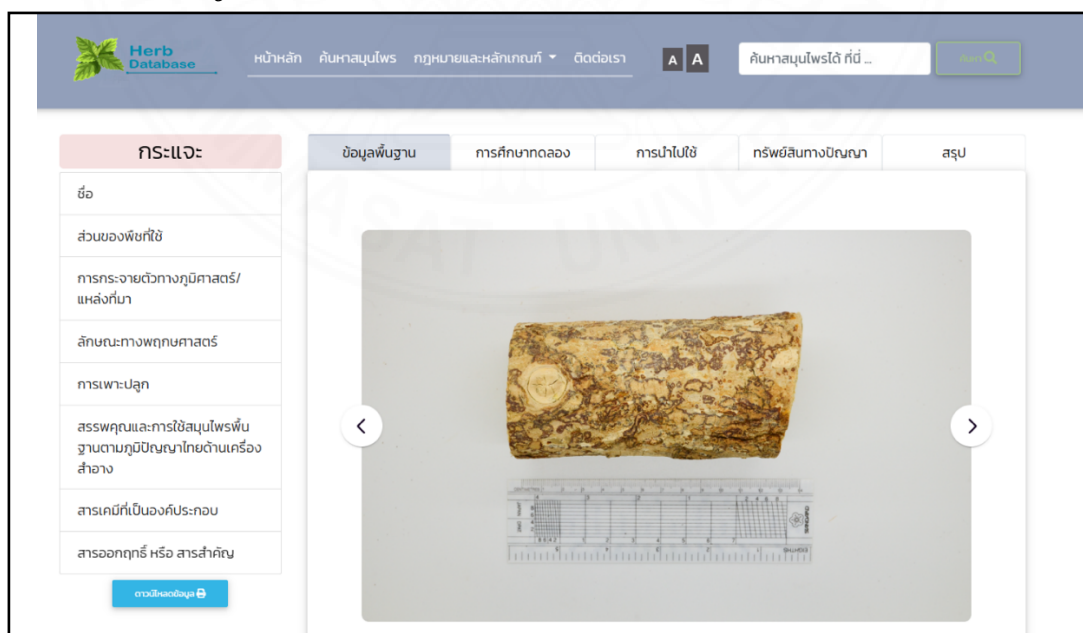 Herb
Database
หน้าหลัก ค้นหาสมุนไพร กฎหมายและหลักเกณฑ์ ติดต่อเรา A A ค้นหาสมุนไพรได้ ที่นี่ ... ค้นหา
กระแจะ
ข้อมูลพื้นฐาน การศึกษาทดลอง การนำไปใช้ ทรัพย์สินทางปัญญา สรุป
ชื่อ
ส่วนของพืชที่ใช้
การกระจายตัวทางภูมิศาสตร์/
แหล่งที่มา
ลักษณะทางพฤกษศาสตร์
การเพาะปลูก
สรรพคุณและการใช้สมุนไพรพื้น
ฐานตามภูมิปัญญาไทยด้านเครื่อง
สำอาง
สารเคมีที่เป็นองค์ประกอบ
สารออกฤทธิ์ หรือ สารสำคัญ
ดาวน์โหลดข้อมูล